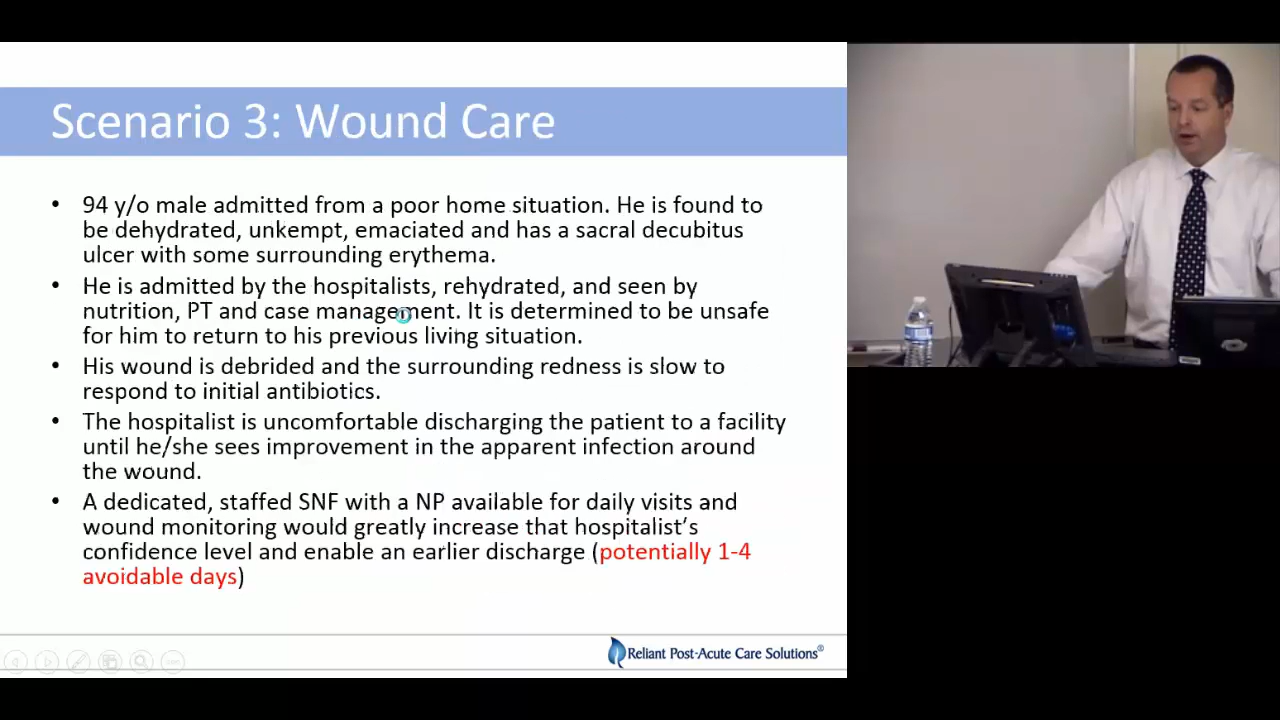 Scenario 3: Wound Care
• 94 y/o male admitted from a poor home situation. He is found to
be dehydrated, unkempt, emaciated and has a sacral decubitus
ulcer with some surrounding erythema.
• He is admitted by the hospitalists, rehydrated, and seen by
nutrition, PT and case management. It is determined to be unsafe
for him to return to his previous living situation.
• His wound is debrided and the surrounding redness is slow to
respond to initial antibiotics.
• The hospitalist is uncomfortable discharging the patient to a facility
until he/she sees improvement in the apparent infection around
the wound.
• A dedicated, staffed SNF with a NP available for daily visits and
wound monitoring would greatly increase that hospitalist's
confidence level and enable an earlier discharge (potentially 1-4
avoidable days)
Reliant Post-Acute Care Solutions®